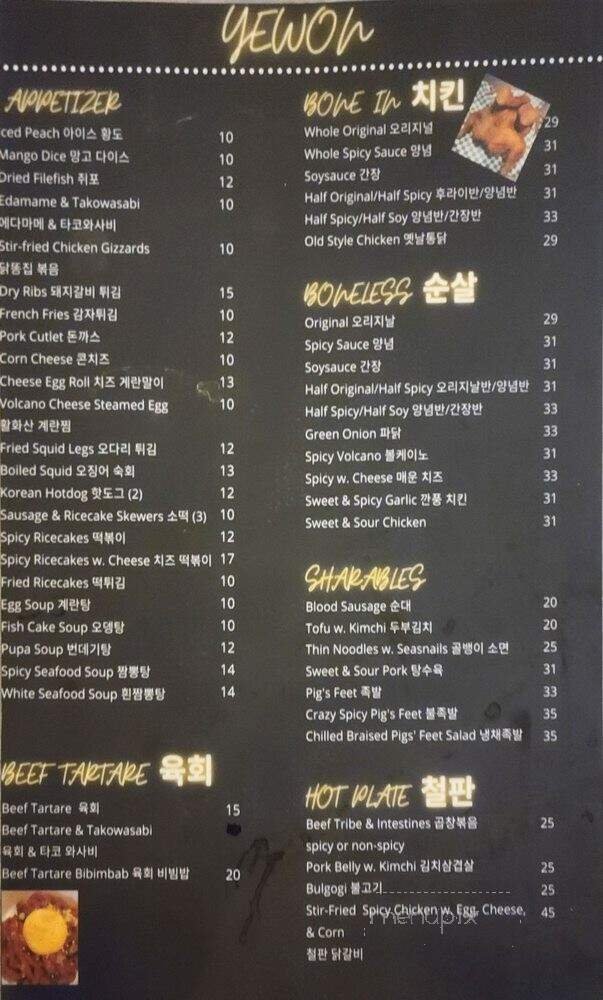 YEWON
APPETIZER
ced Peach 아이스 황도 10
Mango Dice 망고 다이스 10
Dried Filefish 쥐포 12
Edamame & Takowasabi 10
에다마메 & 타코와사비
Stir-fried Chicken Gizzards 10
닭똥집 볶음
Dry Ribs 돼지갈비 튀김 15
French Fries 감자튀김 10
Pork Cutlet 돈까스 12
Corn Cheese 콘치즈 10
Cheese Egg Roll 치즈 계란말이 13
Volcano Cheese Steamed Egg 10
활화산 계란찜
Fried Squid Legs 오다리 튀김 12
Boiled Squid 오징어 숙회 13
Korean Hotdog 핫도그 (2) 12
Sausage & Ricecake Skewers 소떡 (3) 10
Spicy Ricecakes 떡볶이 12
Spicy Ricecakes w. Cheese 치즈 떡볶이 17
Fried Ricecakes 떡튀김 10
Egg Soup 계란탕 10
Fish Cake Soup 오뎅탕 10
Pupa Soup 번데기탕 12
Spicy Seafood Soup 짬뽕탕 14
White Seafood Soup 흰짬뽕탕 14
BEEF TARTARE 육회
Beef Tartare 육회 15
Beef Tartare & Takowasabi
육회 & 타코 와사비
Beef Tartare Bibimbab 육회 비빔밥 20
BONE IN 치킨
Whole Original 오리지널 29
Whole Spicy Sauce 양념 31
Soysauce 간장 31
Half Original/Half Spicy 후라이반/양념반 31
Half Spicy/Half Soy 양념반/간장반 33
Old Style Chicken 옛날통닭 29
BONELESS 순살
Original 오리지날 29
Spicy Sauce 양념 31
Soysauce 간장 31
Half Original/Half Spicy 오리지날반/양념반 31
Half Spicy/Half Soy 양념반/간장반 33
Green Onion 파닭 33
Spicy Volcano 볼케이노 31
Spicy w. Cheese 매운 치즈 33
Sweet & Spicy Garlic 깐풍 치킨 31
Sweet & Sour Chicken 31
SHARABLES
Blood Sausage 순대 20
Tofu w. Kimchi 두부김치 20
Thin Noodles w. Seasnails 골뱅이 소면 25
Sweet & Sour Pork 탕수육 31
Pig's Feet 족발 33
Crazy Spicy Pig's Feet 불족발 35
Chilled Braised Pigs' Feet Salad 냉채족발 35
HOT PLATE 철판
Beef Tribe & Intestines 곱창볶음 25
spicy or non-spicy
Pork Belly w. Kimchi 김치삼겹살 25
Bulgogi 불고기 25
Stir-Fried Spicy Chicken w. Egg, Cheese, 45
& Corn
철판 닭갈비
menupix